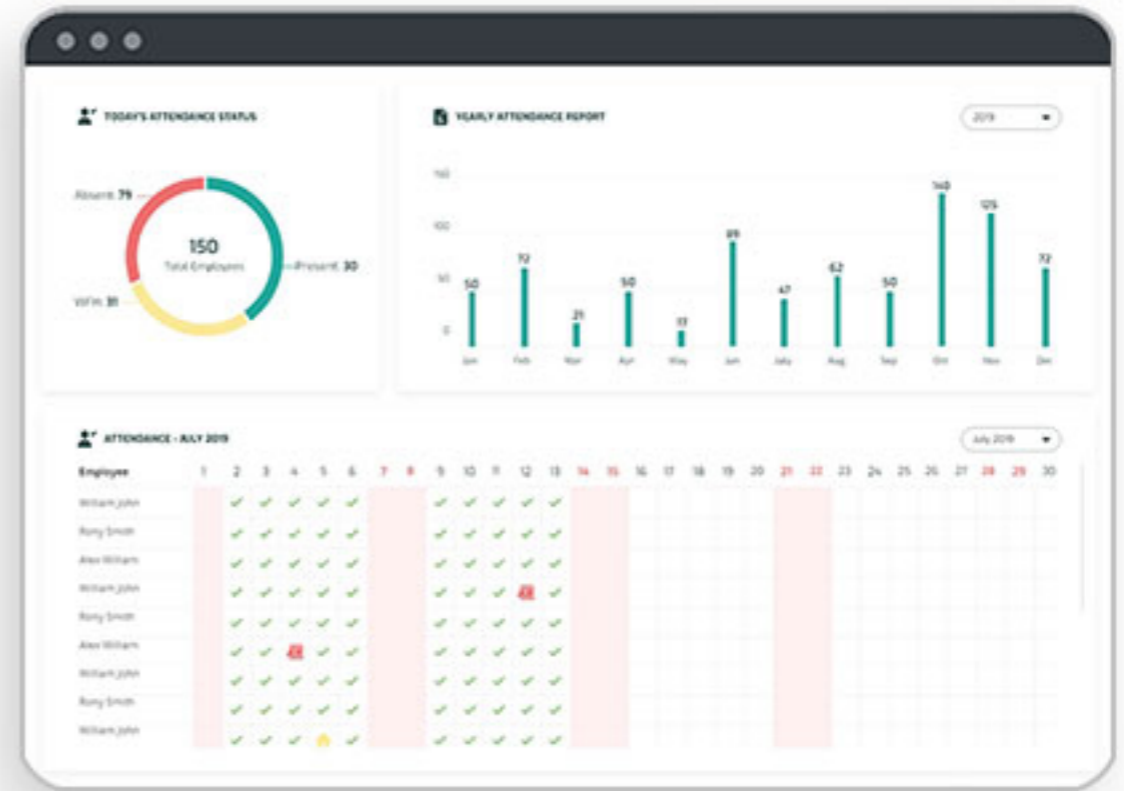 TODAY'S ATTENDANCE STATUS
Absent: 79
150
Total Employees
Present: 30
WFH: 31
YEARLY ATTENDANCE REPORT
2019
150
100
50
0
50
72
21
50
17
89
47
62
50
140
125
72
Jan
Feb
Mar
Apr
May
Jun
July
Aug
Sep
Oct
Nov
Dec
ATTENDANCE - JULY 2019
July 2019
Employee 1 2 3 4 5 6 7 8 9 10 11 12 13 14 15 16 17 18 19 20 21 22 23 24 25 26 27 28 29 30
William John
Rony Smith
Alex William
William John
Rony Smith
Alex William
William John
Rony Smith
William John